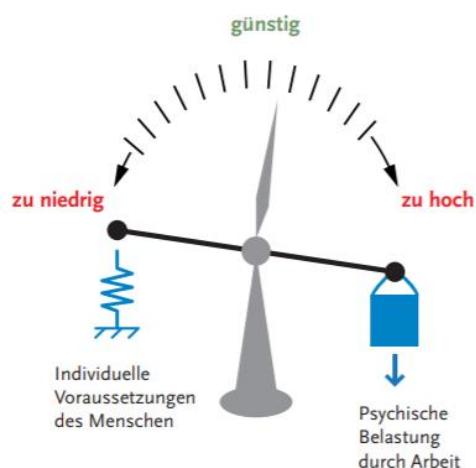 günstig
zu niedrig
zu hoch
Individuelle
Voraussetzungen
des Menschen
Psychische
Belastung
durch Arbeit